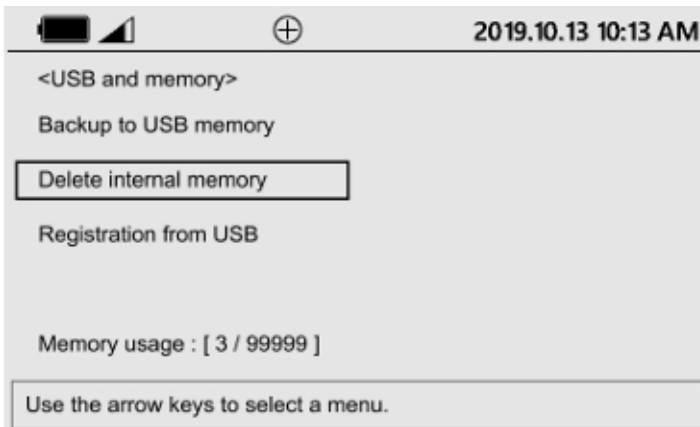 2019.10.13 10:13 AM
<USB and memory>
Backup to USB memory
Delete internal memory
Registration from USB
Memory usage : [ 3 / 99999 ]
Use the arrow keys to select a menu.